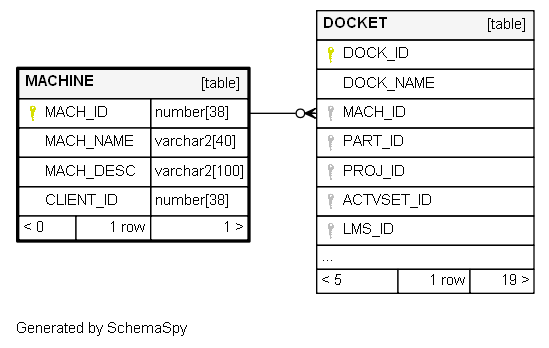 MACHINE [table]
MACH_ID number[38]
MACH_NAME varchar2[40]
MACH_DESC varchar2[100]
CLIENT_ID number[38]
< 0 1 row 1 >
DOCKET [table]
DOCK_ID
DOCK_NAME
MACH_ID
PART_ID
PROJ_ID
ACTVSET_ID
LMS_ID
...
< 5 1 row 19 >
Generated by SchemaSpy